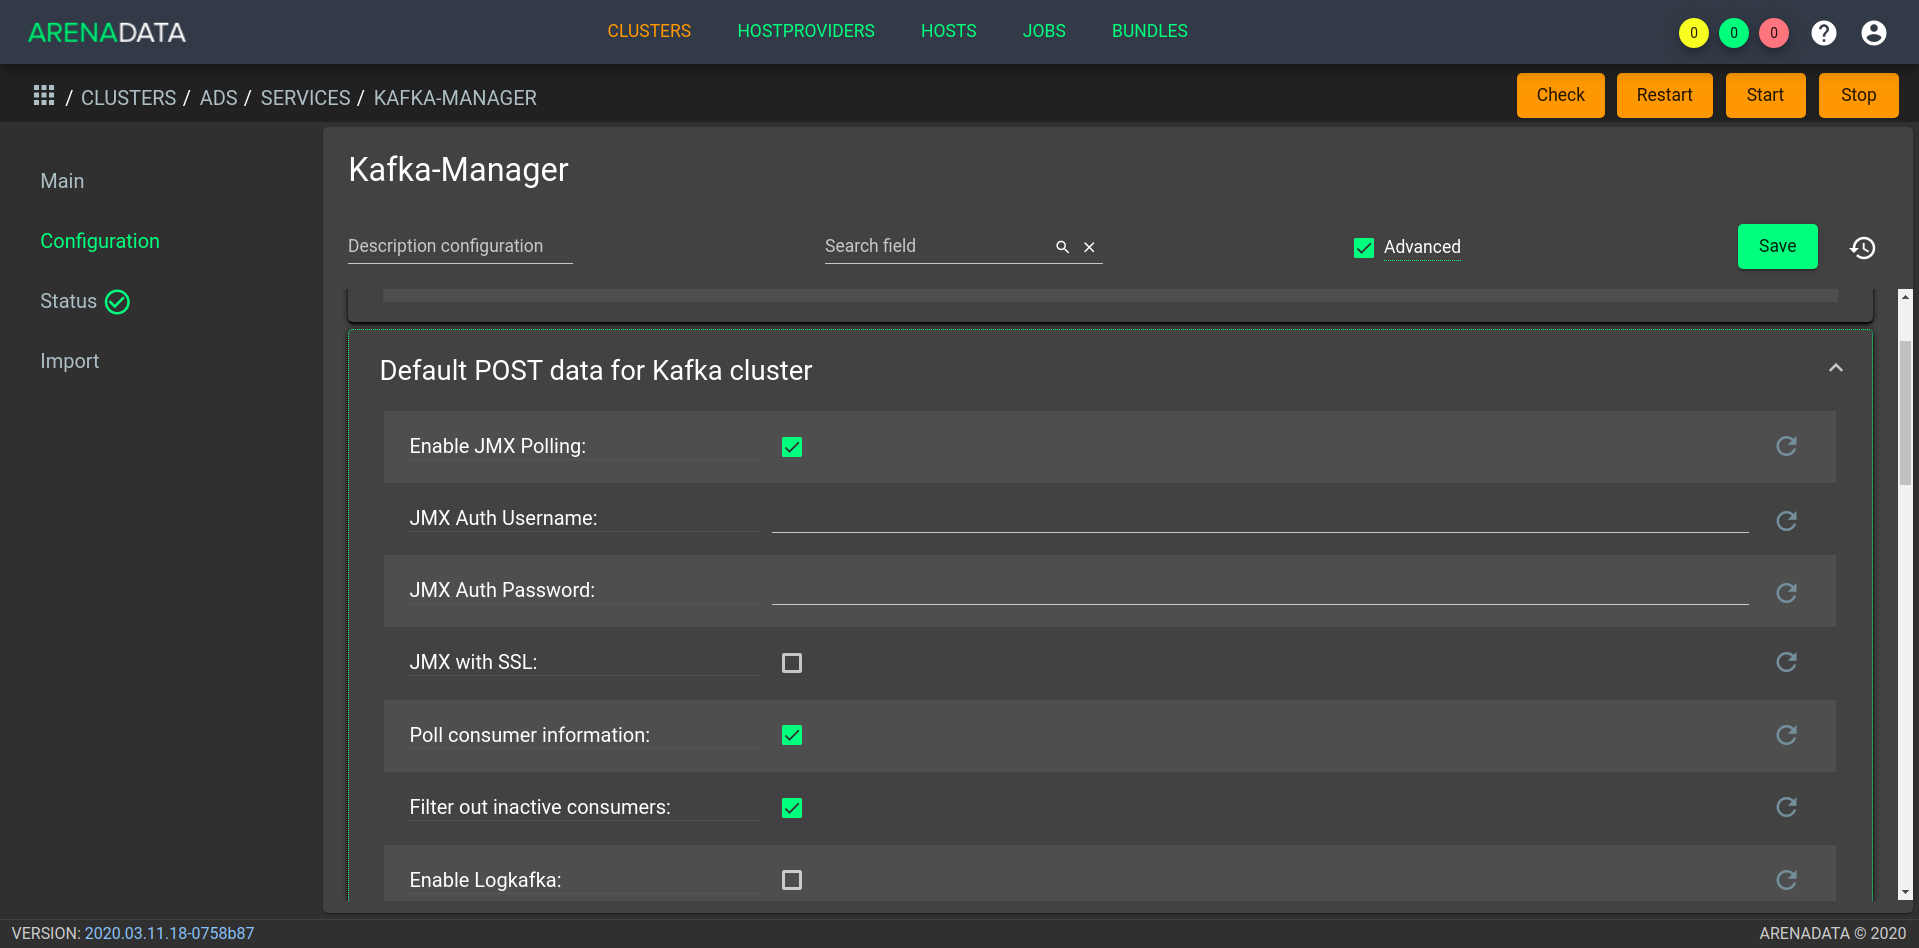 ARENADATA
CLUSTERS HOSTPROVIDERS HOSTS JOBS BUNDLES
0 0 0 ?
/ CLUSTERS / ADS / SERVICES / KAFKA-MANAGER
Check Restart Start Stop
Main
Configuration
Status
Import
Kafka-Manager
Description configuration Search field Advanced Save
Default POST data for Kafka cluster
Enable JMX Polling:
JMX Auth Username:
JMX Auth Password:
JMX with SSL:
Poll consumer information:
Filter out inactive consumers:
Enable Logkafka:
VERSION: 2020.03.11.18-0758b87
ARENADATA © 2020